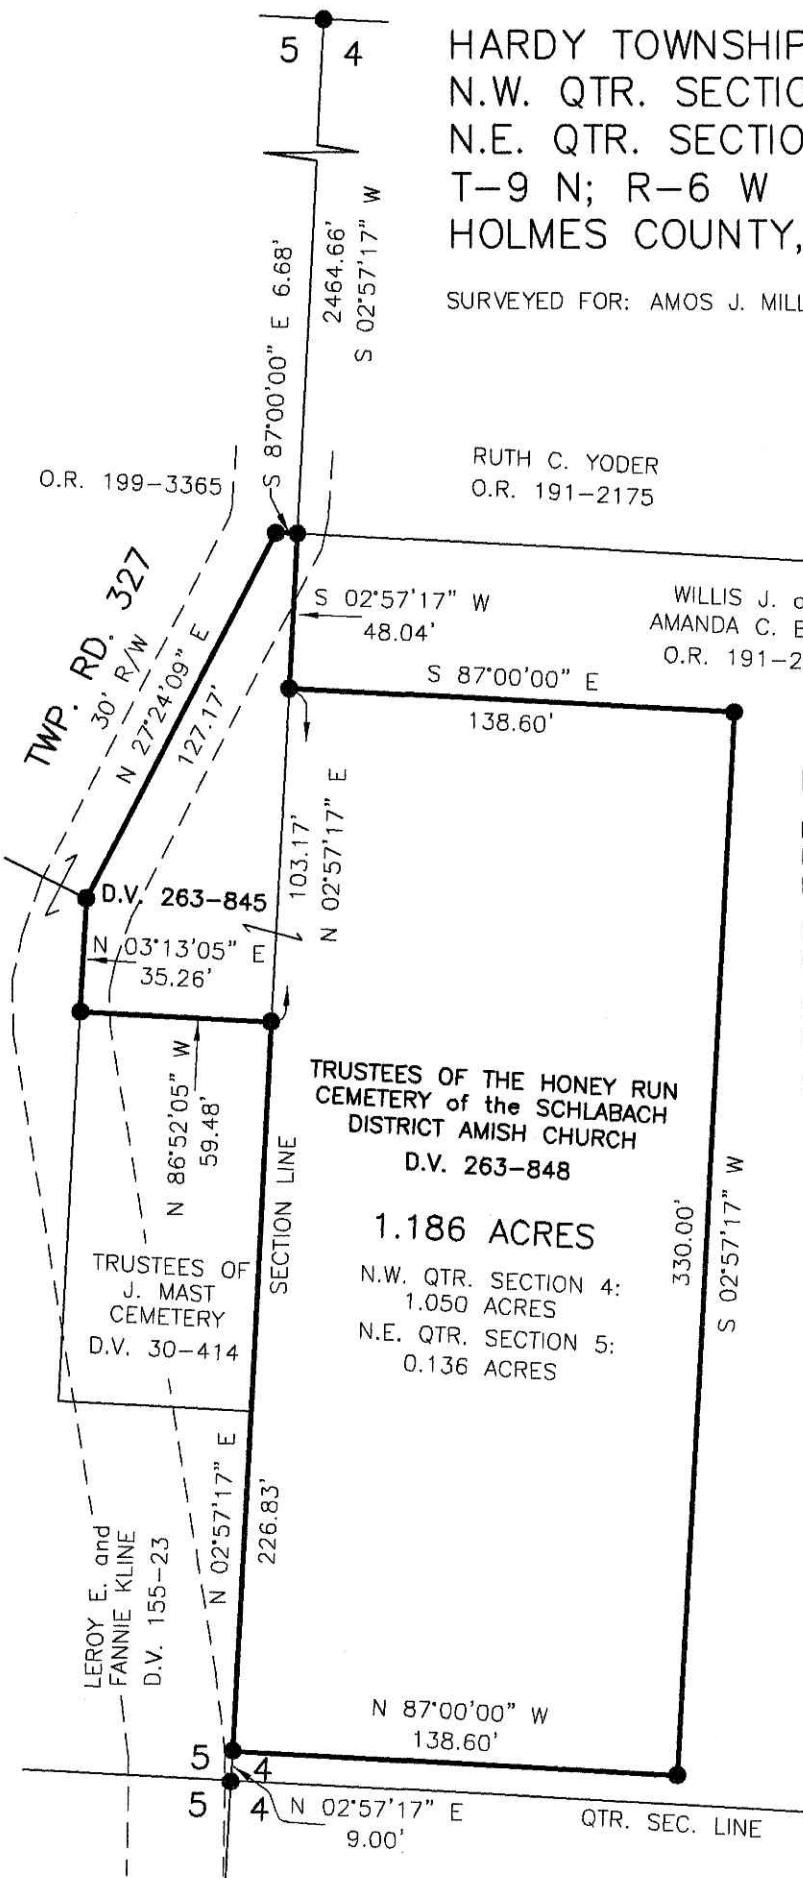 5 4
HARDY TOWNSHIP
N.W. QTR. SECTIO
N.E. QTR. SECTIO
T-9 N; R-6 W
HOLMES COUNTY,
SURVEYED FOR: AMOS J. MILL
S 87°00'00" E 6.68'
2464.66'
S 02°57'17" W
O.R. 199-3365
RUTH C. YODER
O.R. 191-2175
TWP. RD. 327
30' R/W
N 27°24'09" E
127.17'
S 02°57'17" W
48.04'
WILLIS J.
AMANDA C.
O.R. 191-2
S 87°00'00" E
138.60'
103.17'
N 02°57'17" E
D.V. 263-845
N 03°13'05" E
35.26'
N 86°52'05" W
59.48'
SECTION LINE
TRUSTEES OF THE HONEY RUN
CEMETERY of the SCHLABACH
DISTRICT AMISH CHURCH
D.V. 263-848
1.186 ACRES
N.W. QTR. SECTION 4:
1.050 ACRES
N.E. QTR. SECTION 5:
0.136 ACRES
330.00'
S 02°57'17" W
TRUSTEES OF
J. MAST
CEMETERY
D.V. 30-414
N 02°57'17" E
226.83'
LEROY E. and
FANNIE KLINE
D.V. 155-23
N 87°00'00" W
138.60'
5 4
5 4
N 02°57'17" E
9.00'
QTR. SEC. LINE